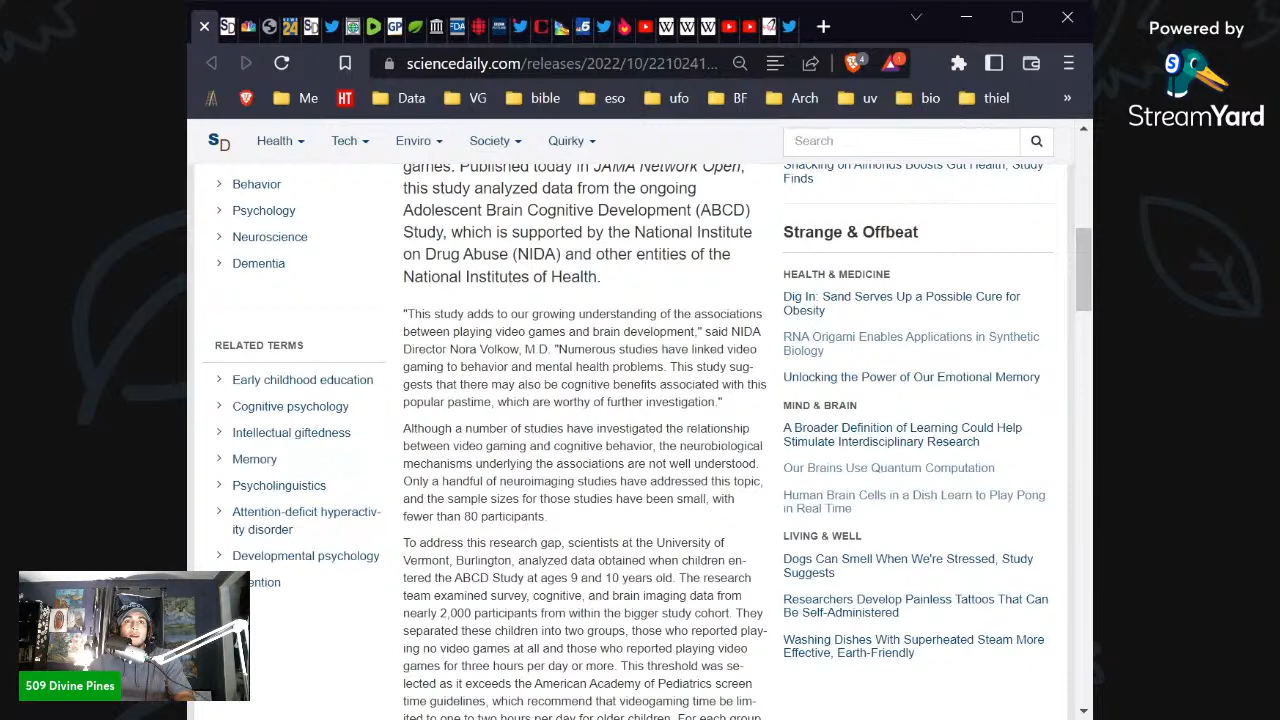 Powered by
StreamYard
sciencedaily.com/releases/2022/10/2210241...
4
1
Me
HT
Data
VG
bible
eso
ufo
BF
Arch
uv
bio
thiel
»
SD
Health
Tech
Enviro
Society
Quirky
Search
Behavior
Psychology
Neuroscience
Dementia
RELATED TERMS
Early childhood education
Cognitive psychology
Intellectual giftedness
Memory
Psycholinguistics
Attention-deficit hyperactiv-
ity disorder
Developmental psychology
games. Published today in JAMA Network Open,
this study analyzed data from the ongoing
Adolescent Brain Cognitive Development (ABCD)
Study, which is supported by the National Institute
on Drug Abuse (NIDA) and other entities of the
National Institutes of Health.
"This study adds to our growing understanding of the associations
between playing video games and brain development," said NIDA
Director Nora Volkow, M.D. "Numerous studies have linked video
gaming to behavior and mental health problems. This study sug-
gests that there may also be cognitive benefits associated with this
popular pastime, which are worthy of further investigation."
Although a number of studies have investigated the relationship
between video gaming and cognitive behavior, the neurobiological
mechanisms underlying the associations are not well understood.
Only a handful of neuroimaging studies have addressed this topic,
and the sample sizes for those studies have been small, with
fewer than 80 participants.
To address this research gap, scientists at the University of
Vermont, Burlington, analyzed data obtained when children en-
tered the ABCD Study at ages 9 and 10 years old. The research
team examined survey, cognitive, and brain imaging data from
nearly 2,000 participants from within the bigger study cohort. They
separated these children into two groups, those who reported play-
ing no video games at all and those who reported playing video
games for three hours per day or more. This threshold was se-
lected as it exceeds the American Academy of Pediatrics screen
time guidelines, which recommend that videogaming time be lim-
ited to one to two hours per day for older children. For each group
Snacking on Almonds Boosts Gut Health, Study
Finds
Strange & Offbeat
HEALTH & MEDICINE
Dig In: Sand Serves Up a Possible Cure for
Obesity
RNA Origami Enables Applications in Synthetic
Biology
Unlocking the Power of Our Emotional Memory
MIND & BRAIN
A Broader Definition of Learning Could Help
Stimulate Interdisciplinary Research
Our Brains Use Quantum Computation
Human Brain Cells in a Dish Learn to Play Pong
in Real Time
LIVING & WELL
Dogs Can Smell When We're Stressed, Study
Suggests
Researchers Develop Painless Tattoos That Can
Be Self-Administered
Washing Dishes With Superheated Steam More
Effective, Earth-Friendly
509 Divine Pines